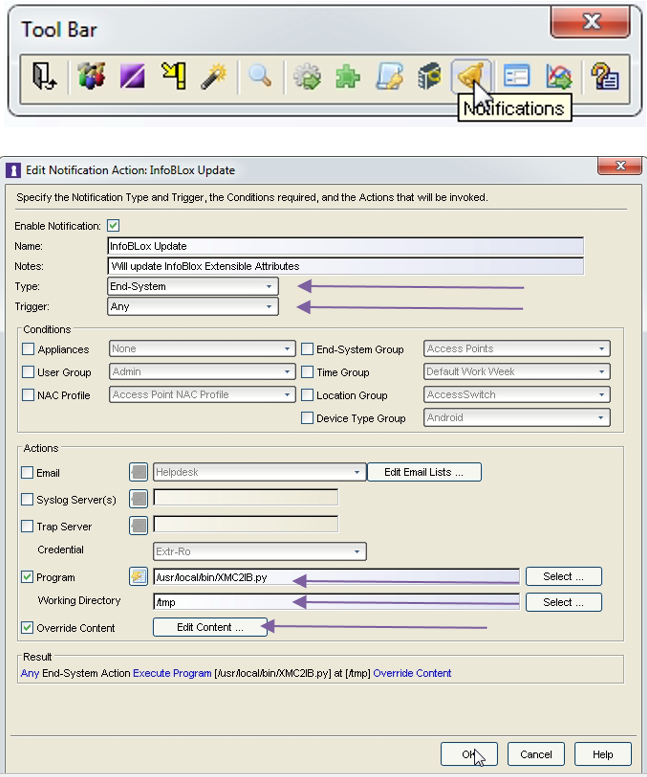 Tool Bar
Notifications
Edit Notification Action: InfoBLox Update
Specify the Notification Type and Trigger, the Conditions required, and the Actions that will be invoked.
Enable Notification:
Name: InfoBLox Update
Notes: Will update InfoBlox Extensible Attributes
Type: End-System
Trigger: Any
Conditions
Appliances None End-System Group Access Points
User Group Admin Time Group Default Work Week
NAC Profile Access Point NAC Profile Location Group AccessSwitch
Device Type Group Android
Actions
Email Helpdesk Edit Email Lists ...
Syslog Server(s)
Trap Server
Credential Extr-Ro
Program /usr/local/bin/XMC2IB.py Select ...
Working Directory /tmp Select ...
Override Content Edit Content ...
Result
Any End-System Action Execute Program [/usr/local/bin/XMC2IB.py] at [/tmp] Override Content
OK Cancel Help